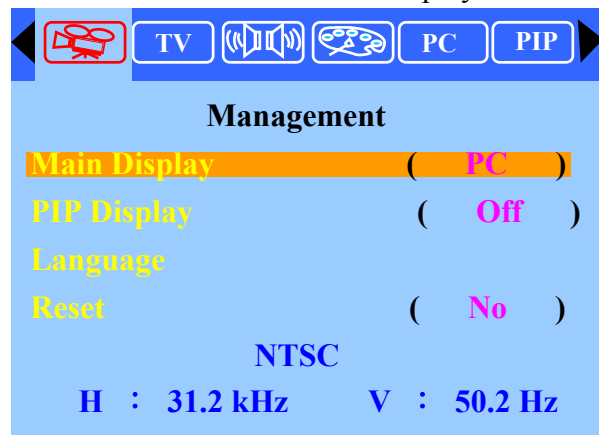 TV PC PIP
Management
Main Display ( PC )
PIP Display ( Off )
Language
Reset ( No )
NTSC
H : 31.2 kHz V : 50.2 Hz